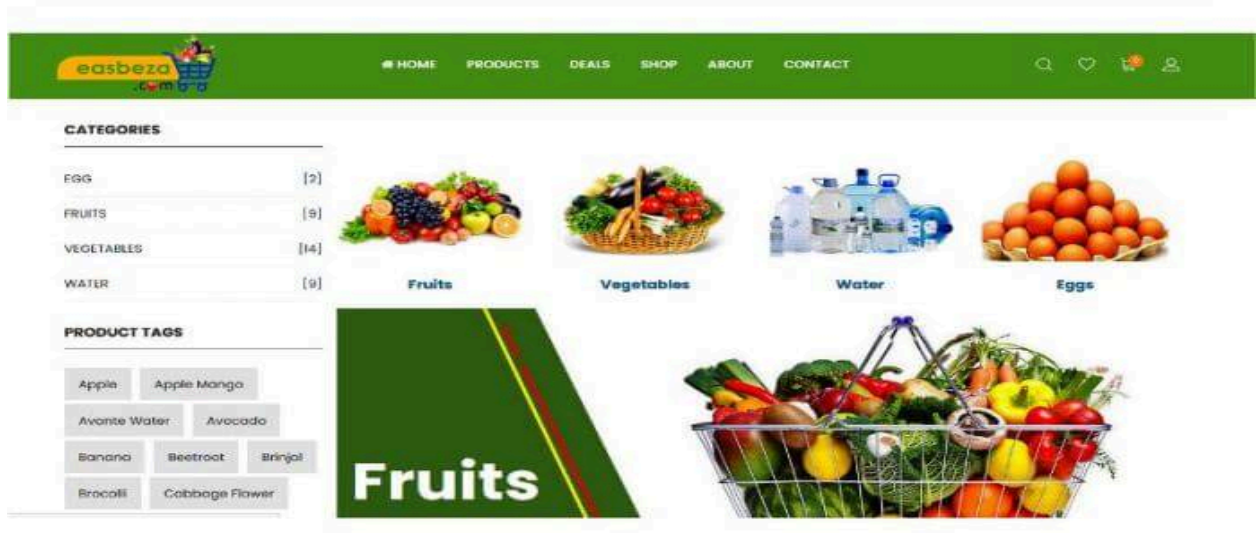 easbeza
.com
HOME PRODUCTS DEALS SHOP ABOUT CONTACT
0
CATEGORIES
EGG [2]
FRUITS [9]
VEGETABLES [14]
WATER [9]
PRODUCT TAGS
Apple Apple Mango
Avonte Water Avocado
Banana Beetroot Brinjal
Brocolli Cabbage Flower
Fruits Vegetables Water Eggs
Fruits